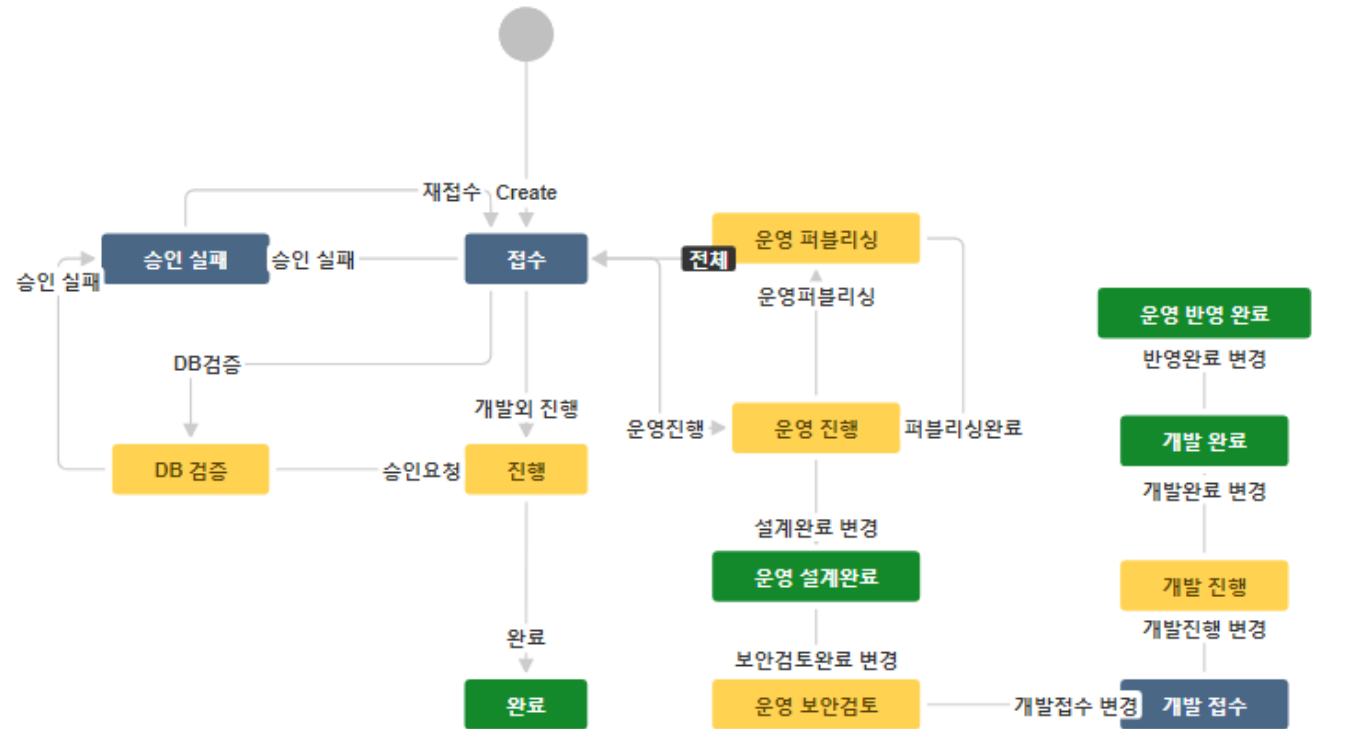 재접수
Create
승인 실패
승인 실패
접수
전체
운영 퍼블리싱
승인 실패
운영퍼블리싱
운영 반영 완료
반영완료 변경
DB검증
개발외 진행
운영진행
운영 진행
퍼블리싱완료
개발 완료
DB 검증
승인요청
진행
개발완료 변경
설계완료 변경
운영 설계완료
개발 진행
개발진행 변경
완료
보안검토완료 변경
완료
운영 보안검토
개발접수 변경
개발 접수